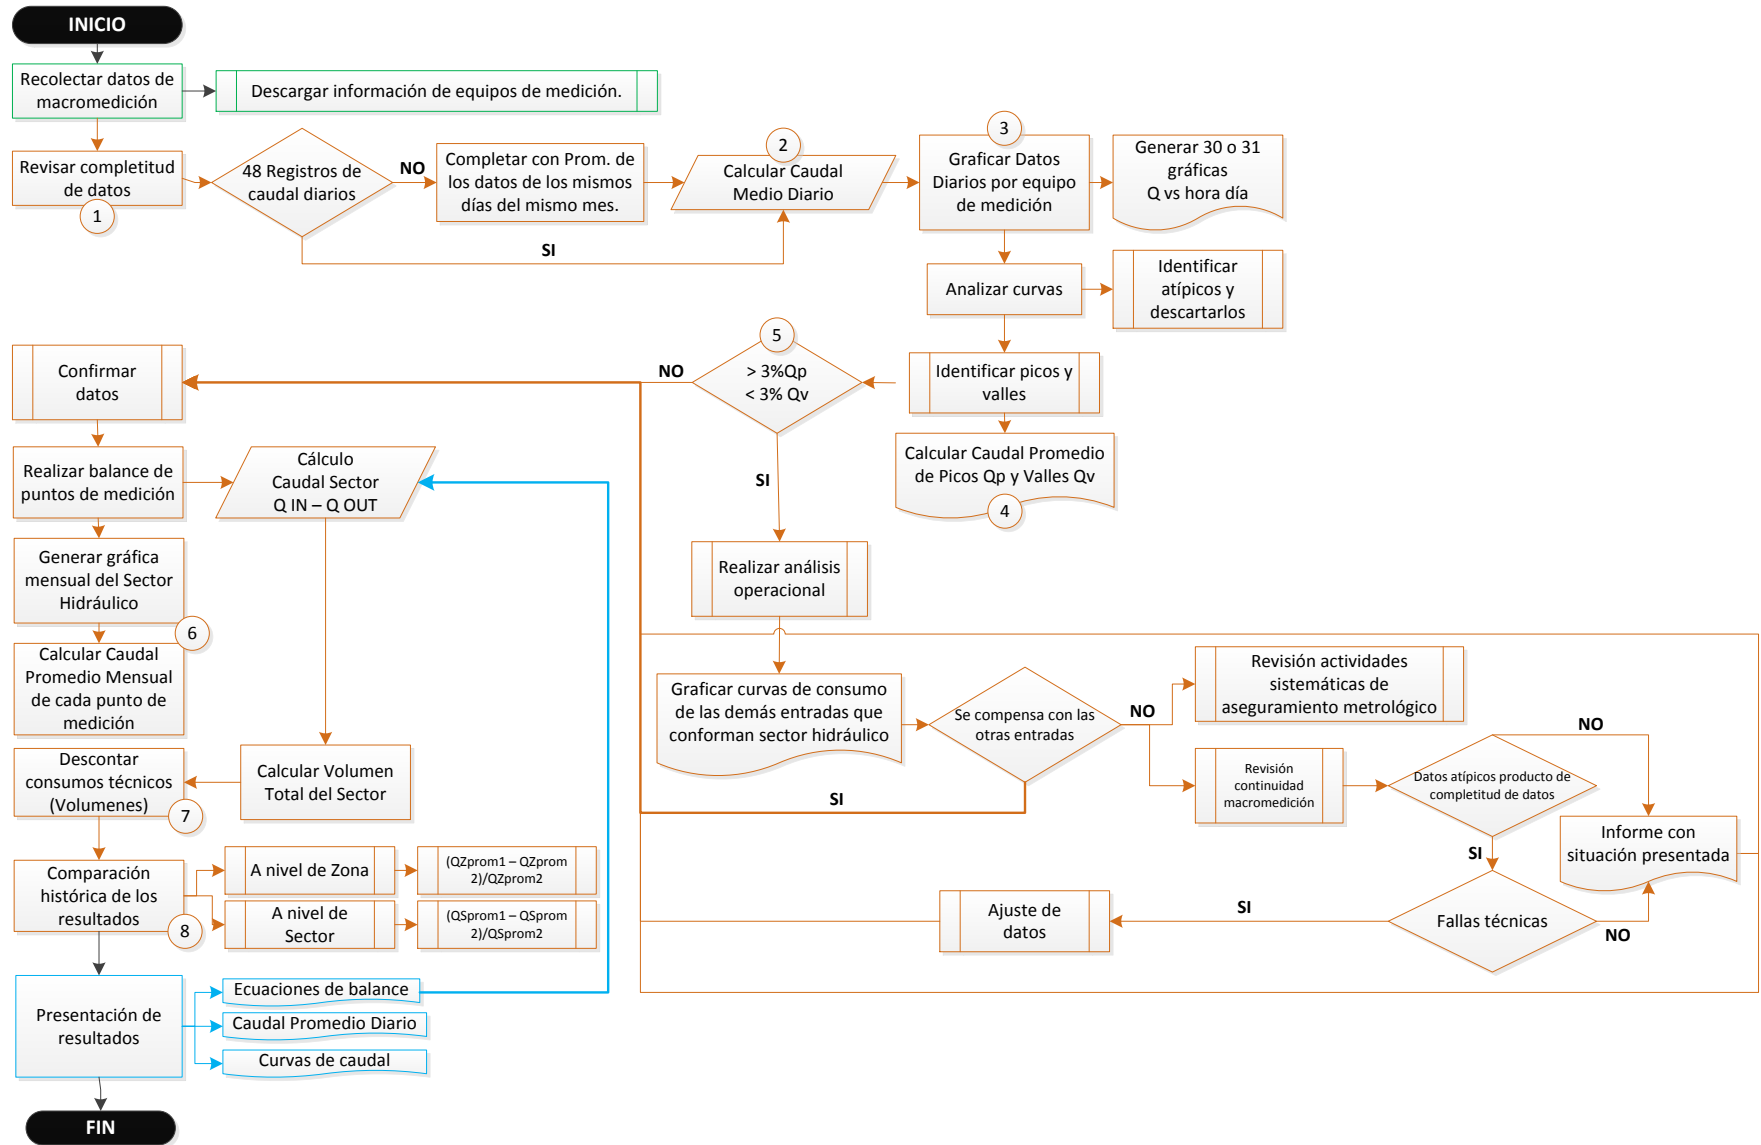 INICIO
Recolectar datos de
macromedición
Descargar información de equipos de medición.
Revisar completitud
de datos
1
48 Registros de
caudal diarios
NO
SI
Completar con Prom. de
los datos de los mismos
días del mismo mes.
2
Calcular Caudal
Medio Diario
3
Graficar Datos
Diarios por equipo
de medición
Generar 30 o 31
gráficas
Q vs hora día
Analizar curvas
Identificar
atípicos y
descartarlos
Identificar picos y
valles
Calcular Caudal Promedio
de Picos Qp y Valles Qv
4
5
> 3%Qp
< 3% Qv
NO
SI
Confirmar
datos
Realizar balance de
puntos de medición
Cálculo
Caudal Sector
Q IN – Q OUT
Generar gráfica
mensual del Sector
Hidráulico
6
Calcular Caudal
Promedio Mensual
de cada punto de
medición
Realizar análisis
operacional
Graficar curvas de consumo
de las demás entradas que
conforman sector hidráulico
Se compensa con las
otras entradas
NO
SI
Revisión actividades
sistemáticas de
aseguramiento metrológico
Revisión
continuidad
macromedición
Datos atípicos producto de
completitud de datos
NO
SI
Informe con
situación presentada
Fallas técnicas
NO
SI
Ajuste de
datos
Calcular Volumen
Total del Sector
Descontar
consumos técnicos
(Volumenes)
7
Comparación
histórica de los
resultados
8
A nivel de Zona
(QZprom1 – QZprom
2)/QZprom2
A nivel de
Sector
(QSprom1 – QSprom
2)/QSprom2
Presentación de
resultados
Ecuaciones de balance
Caudal Promedio Diario
Curvas de caudal
FIN